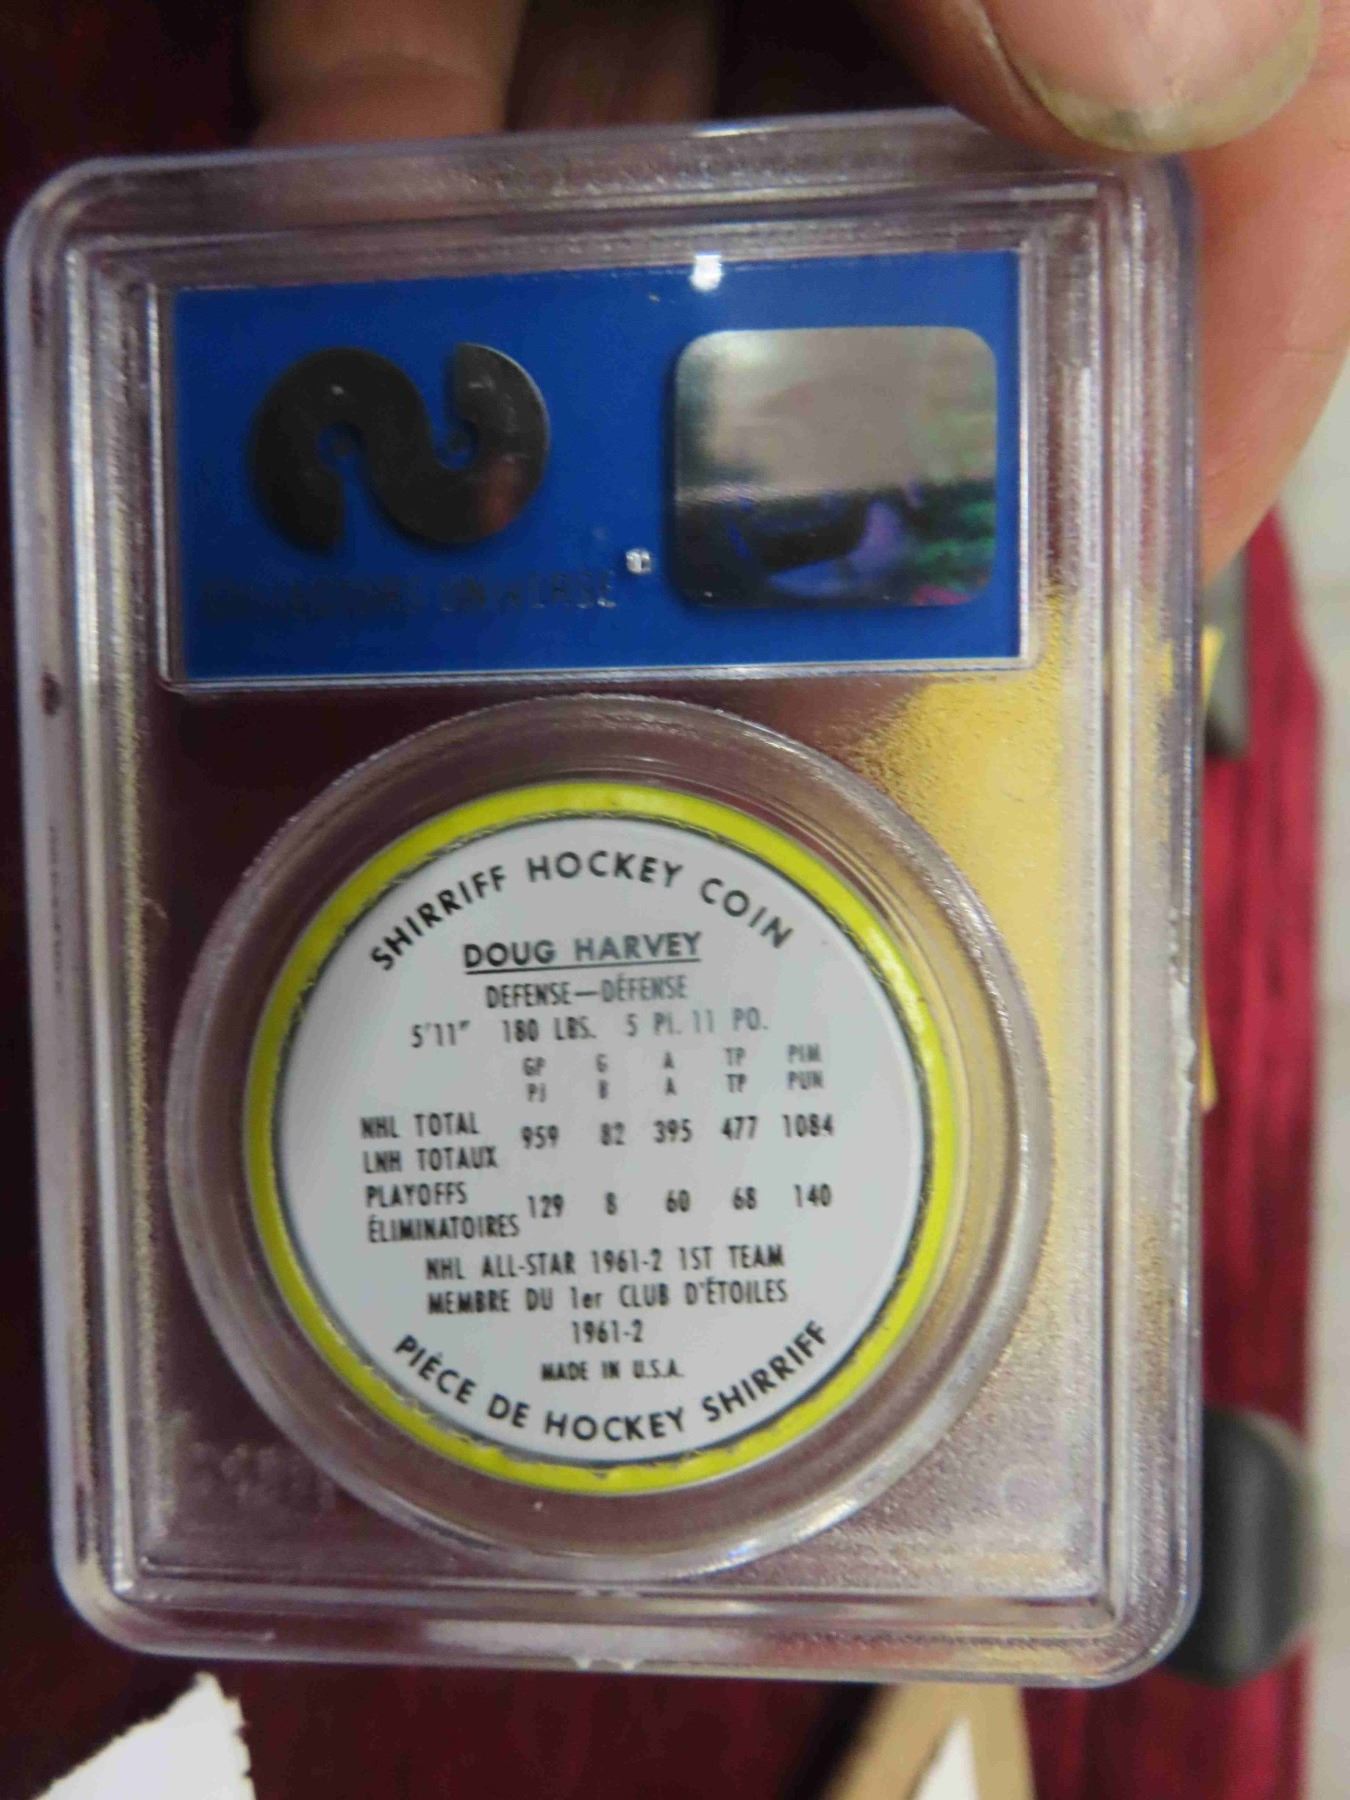 COLLECTORS UNIVERSE
SHIRRIFF HOCKEY COIN
DOUG HARVEY
DEFENSE—DÉFENSE
5'11" 180 LBS. 5 PI. 11 PO.
GP G A TP PIM
PJ B A TP PUN
NHL TOTAL
LNH TOTAUX 959 82 395 477 1084
PLAYOFFS
ÉLIMINATOIRES 129 8 60 68 140
NHL ALL-STAR 1961-2 1ST TEAM
MEMBRE DU 1er CLUB D'ÉTOILES
1961-2
MADE IN U.S.A.
PIÈCE DE HOCKEY SHIRRIFF